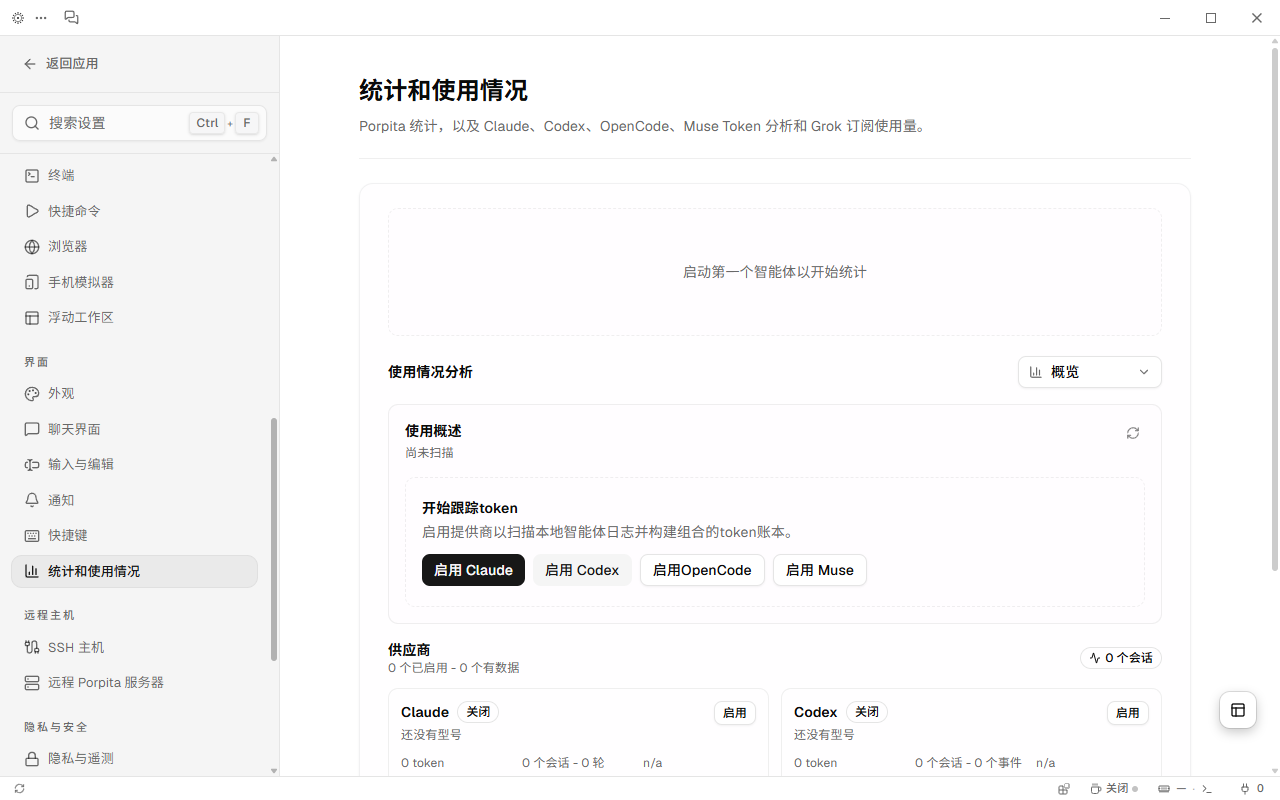 返回应用
搜索设置 Ctrl + F
终端
快捷命令
浏览器
手机模拟器
浮动工作区
界面
外观
聊天界面
输入与编辑
通知
快捷键
统计和使用情况
远程主机
SSH 主机
远程 Porpita 服务器
隐私与安全
隐私与遥测
统计和使用情况
Porpita 统计，以及 Claude、Codex、OpenCode、Muse Token 分析和 Grok 订阅使用量。
启动第一个智能体以开始统计
使用情况分析 概览
使用概述
尚未扫描
开始跟踪token
启用提供商以扫描本地智能体日志并构建组合的token账本。
启用 Claude 启用 Codex 启用OpenCode 启用 Muse
供应商
0 个已启用 - 0 个有数据
0 个会话
Claude 关闭 启用
还没有型号
0 token 0 个会话 - 0 轮 n/a
Codex 关闭 启用
还没有型号
0 token 0 个会话 - 0 个事件 n/a
关闭 — · 0